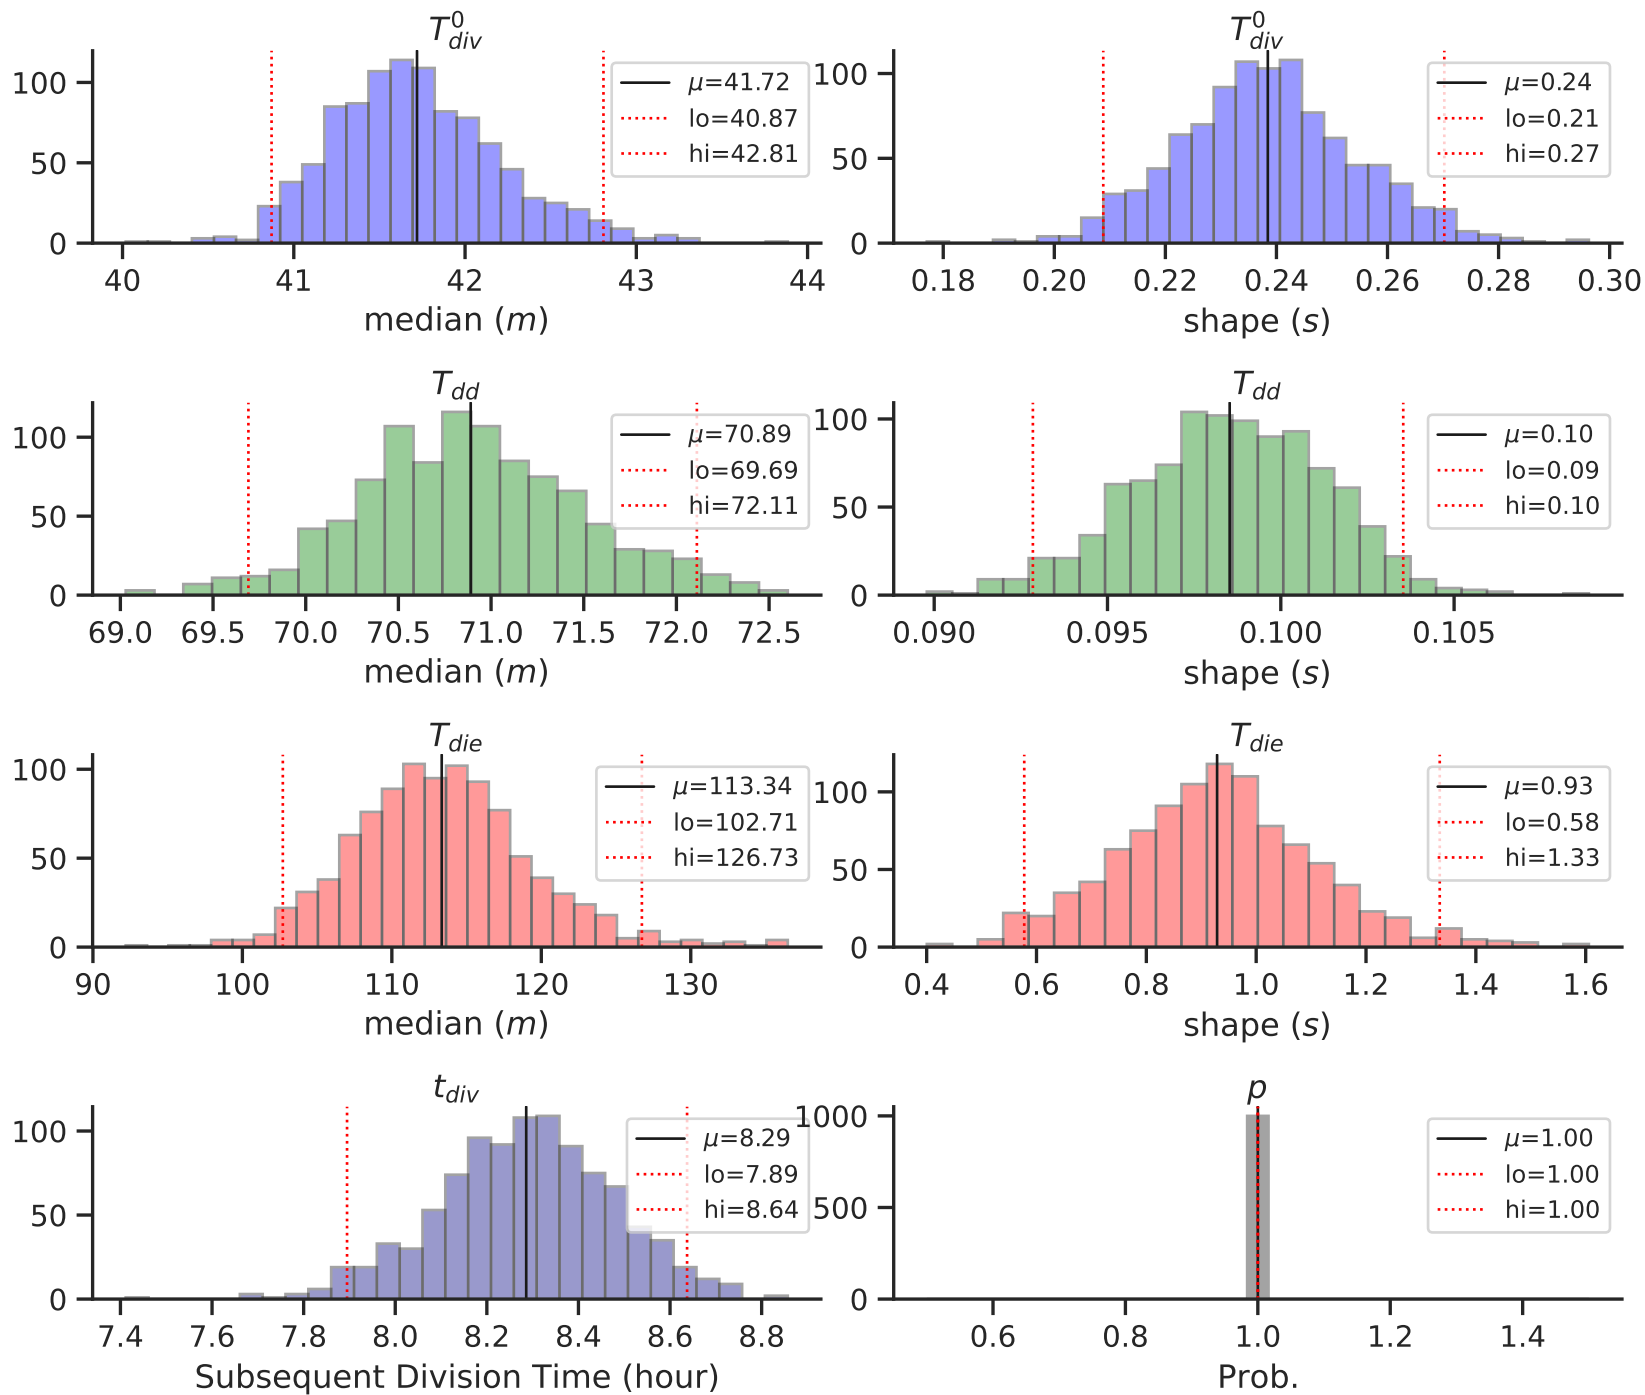 T⁰div
100
50
0
μ=41.72
lo=40.87
hi=42.81
40 41 42 43 44
median (m)
T⁰div
100
50
0
μ=0.24
lo=0.21
hi=0.27
0.18 0.20 0.22 0.24 0.26 0.28 0.30
shape (s)
Tdd
100
50
0
μ=70.89
lo=69.69
hi=72.11
69.0 69.5 70.0 70.5 71.0 71.5 72.0 72.5
median (m)
Tdd
100
50
0
μ=0.10
lo=0.09
hi=0.10
0.090 0.095 0.100 0.105
shape (s)
Tdie
100
50
0
μ=113.34
lo=102.71
hi=126.73
90 100 110 120 130
median (m)
Tdie
100
50
0
μ=0.93
lo=0.58
hi=1.33
0.4 0.6 0.8 1.0 1.2 1.4 1.6
shape (s)
tdiv
100
50
0
μ=8.29
lo=7.89
hi=8.64
7.4 7.6 7.8 8.0 8.2 8.4 8.6 8.8
Subsequent Division Time (hour)
p
1000
500
0
μ=1.00
lo=1.00
hi=1.00
0.6 0.8 1.0 1.2 1.4
Prob.